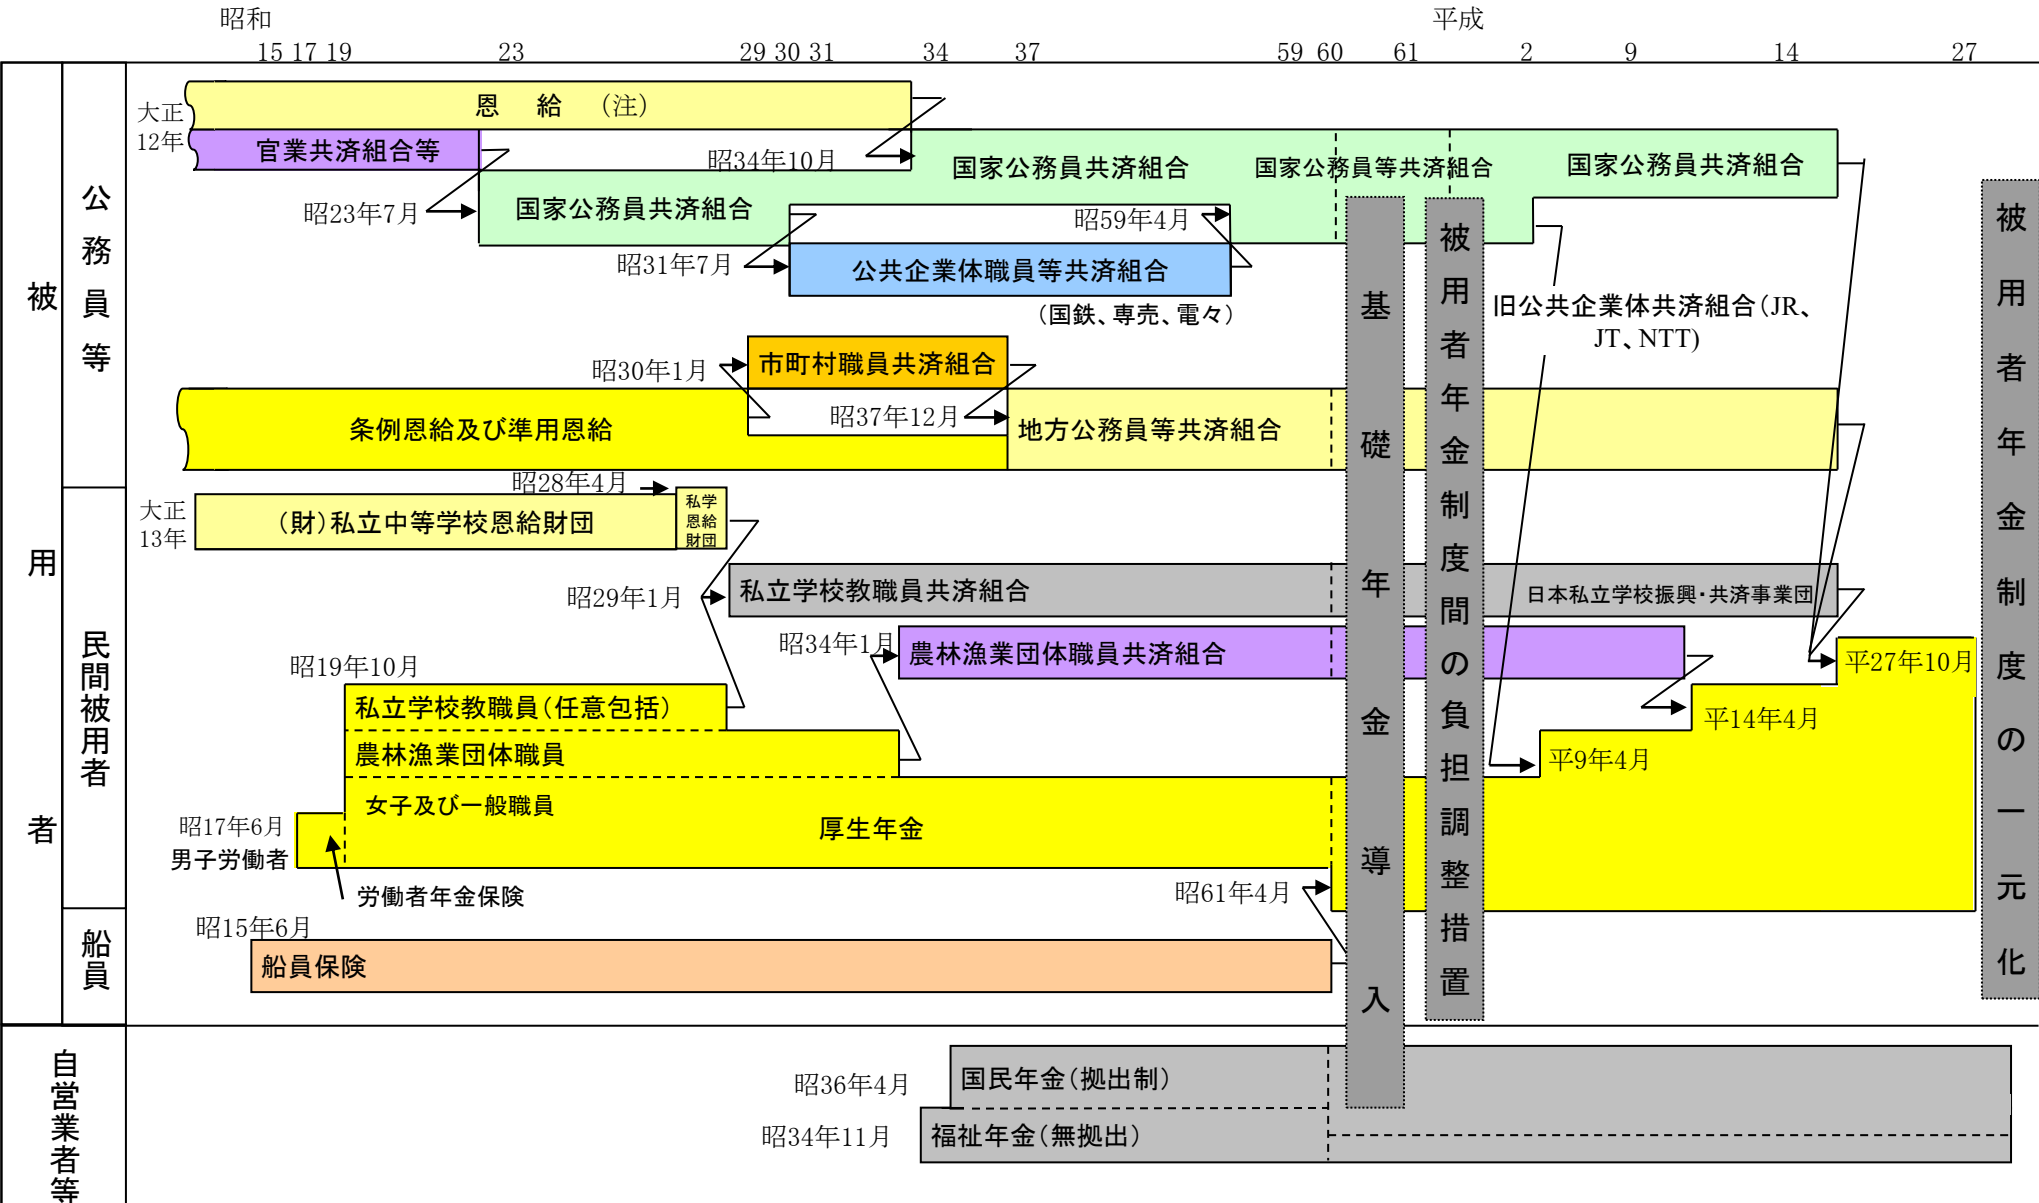 昭和
平成
15 17 19 23 29 30 31 34 37 59 60 61 2 9 14 27
被用者
公務員等
民間被用者
船員
自営業者等
大正
12年
恩 給 (注)
官業共済組合等
昭34年10月
国家公務員共済組合
国家公務員等共済組合
国家公務員共済組合
昭23年7月
国家公務員共済組合
昭59年4月
昭31年7月
公共企業体職員等共済組合
(国鉄、専売、電々)
旧公共企業体共済組合(JR、
JT、NTT)
昭30年1月
市町村職員共済組合
昭37年12月
条例恩給及び準用恩給
地方公務員等共済組合
昭28年4月
大正
13年
(財)私立中等学校恩給財団
私学
恩給
財団
昭29年1月
私立学校教職員共済組合
日本私立学校振興・共済事業団
昭34年1月
農林漁業団体職員共済組合
昭19年10月
私立学校教職員(任意包括)
農林漁業団体職員
女子及び一般職員
厚生年金
平27年10月
平14年4月
平9年4月
昭17年6月
男子労働者
労働者年金保険
昭61年4月
昭15年6月
船員保険
基礎年金導入
被用者年金制度間の負担調整措置
被用者年金制度の一元化
昭36年4月
国民年金(拠出制)
昭34年11月
福祉年金(無拠出)